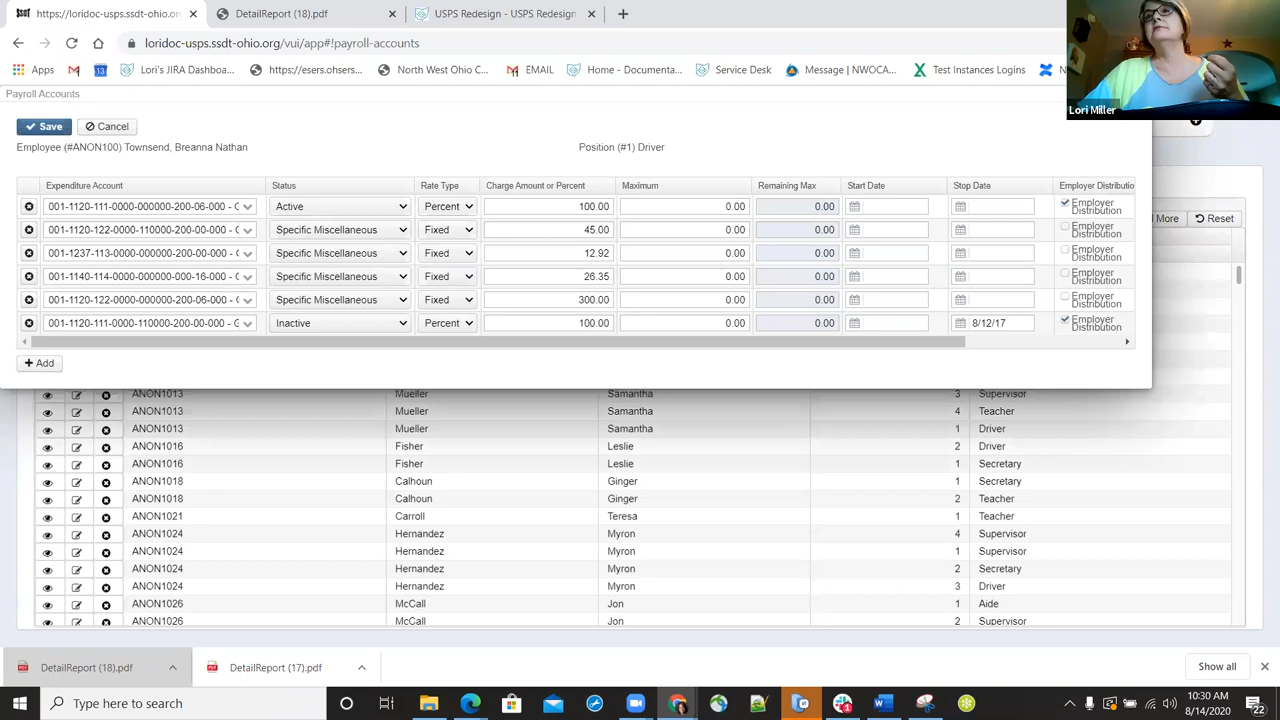 https://loridoc-usps.ssdt-ohio.org/
DetailReport (18).pdf
USPS Redesign - USPS Redesign
loridoc-usps.ssdt-ohio.org/vui/app#!payroll-accounts
Apps
Lori's JIRA Dashboa...
https://esers.ohsers...
North West Ohio C...
EMAIL
Home - Documenta...
Service Desk
Message | NWOCA...
Test Instances Logins
Lori Miller
Payroll Accounts
Save Cancel
Employee (#ANON100) Townsend, Breanna Nathan Position (#1) Driver
Expenditure Account Status Rate Type Charge Amount or Percent Maximum Remaining Max Start Date Stop Date Employer Distributio
001-1120-111-0000-000000-200-06-000 - C Active Percent 100.00 0.00 0.00 Employer Distribution
001-1120-122-0000-110000-200-00-000 - C Specific Miscellaneous Fixed 45.00 0.00 0.00 Employer Distribution
001-1237-113-0000-000000-200-00-000 - C Specific Miscellaneous Fixed 12.92 0.00 0.00 Employer Distribution
001-1140-114-0000-000000-000-16-000 - C Specific Miscellaneous Fixed 26.35 0.00 0.00 Employer Distribution
001-1120-122-0000-000000-200-06-000 - C Specific Miscellaneous Fixed 300.00 0.00 0.00 Employer Distribution
001-1120-111-0000-110000-200-00-000 - C Inactive Percent 100.00 0.00 0.00 8/12/17 Employer Distribution
Add
More Reset
ANON1013 Mueller Samantha 3 Supervisor
ANON1013 Mueller Samantha 4 Teacher
ANON1013 Mueller Samantha 1 Driver
ANON1016 Fisher Leslie 2 Driver
ANON1016 Fisher Leslie 1 Secretary
ANON1018 Calhoun Ginger 1 Secretary
ANON1018 Calhoun Ginger 2 Teacher
ANON1021 Carroll Teresa 1 Teacher
ANON1024 Hernandez Myron 4 Supervisor
ANON1024 Hernandez Myron 1 Supervisor
ANON1024 Hernandez Myron 2 Secretary
ANON1024 Hernandez Myron 3 Driver
ANON1026 McCall Jon 1 Aide
ANON1026 McCall Jon 2 Supervisor
DetailReport (18).pdf
DetailReport (17).pdf
Show all
Type here to search
10:30 AM
8/14/2020
22